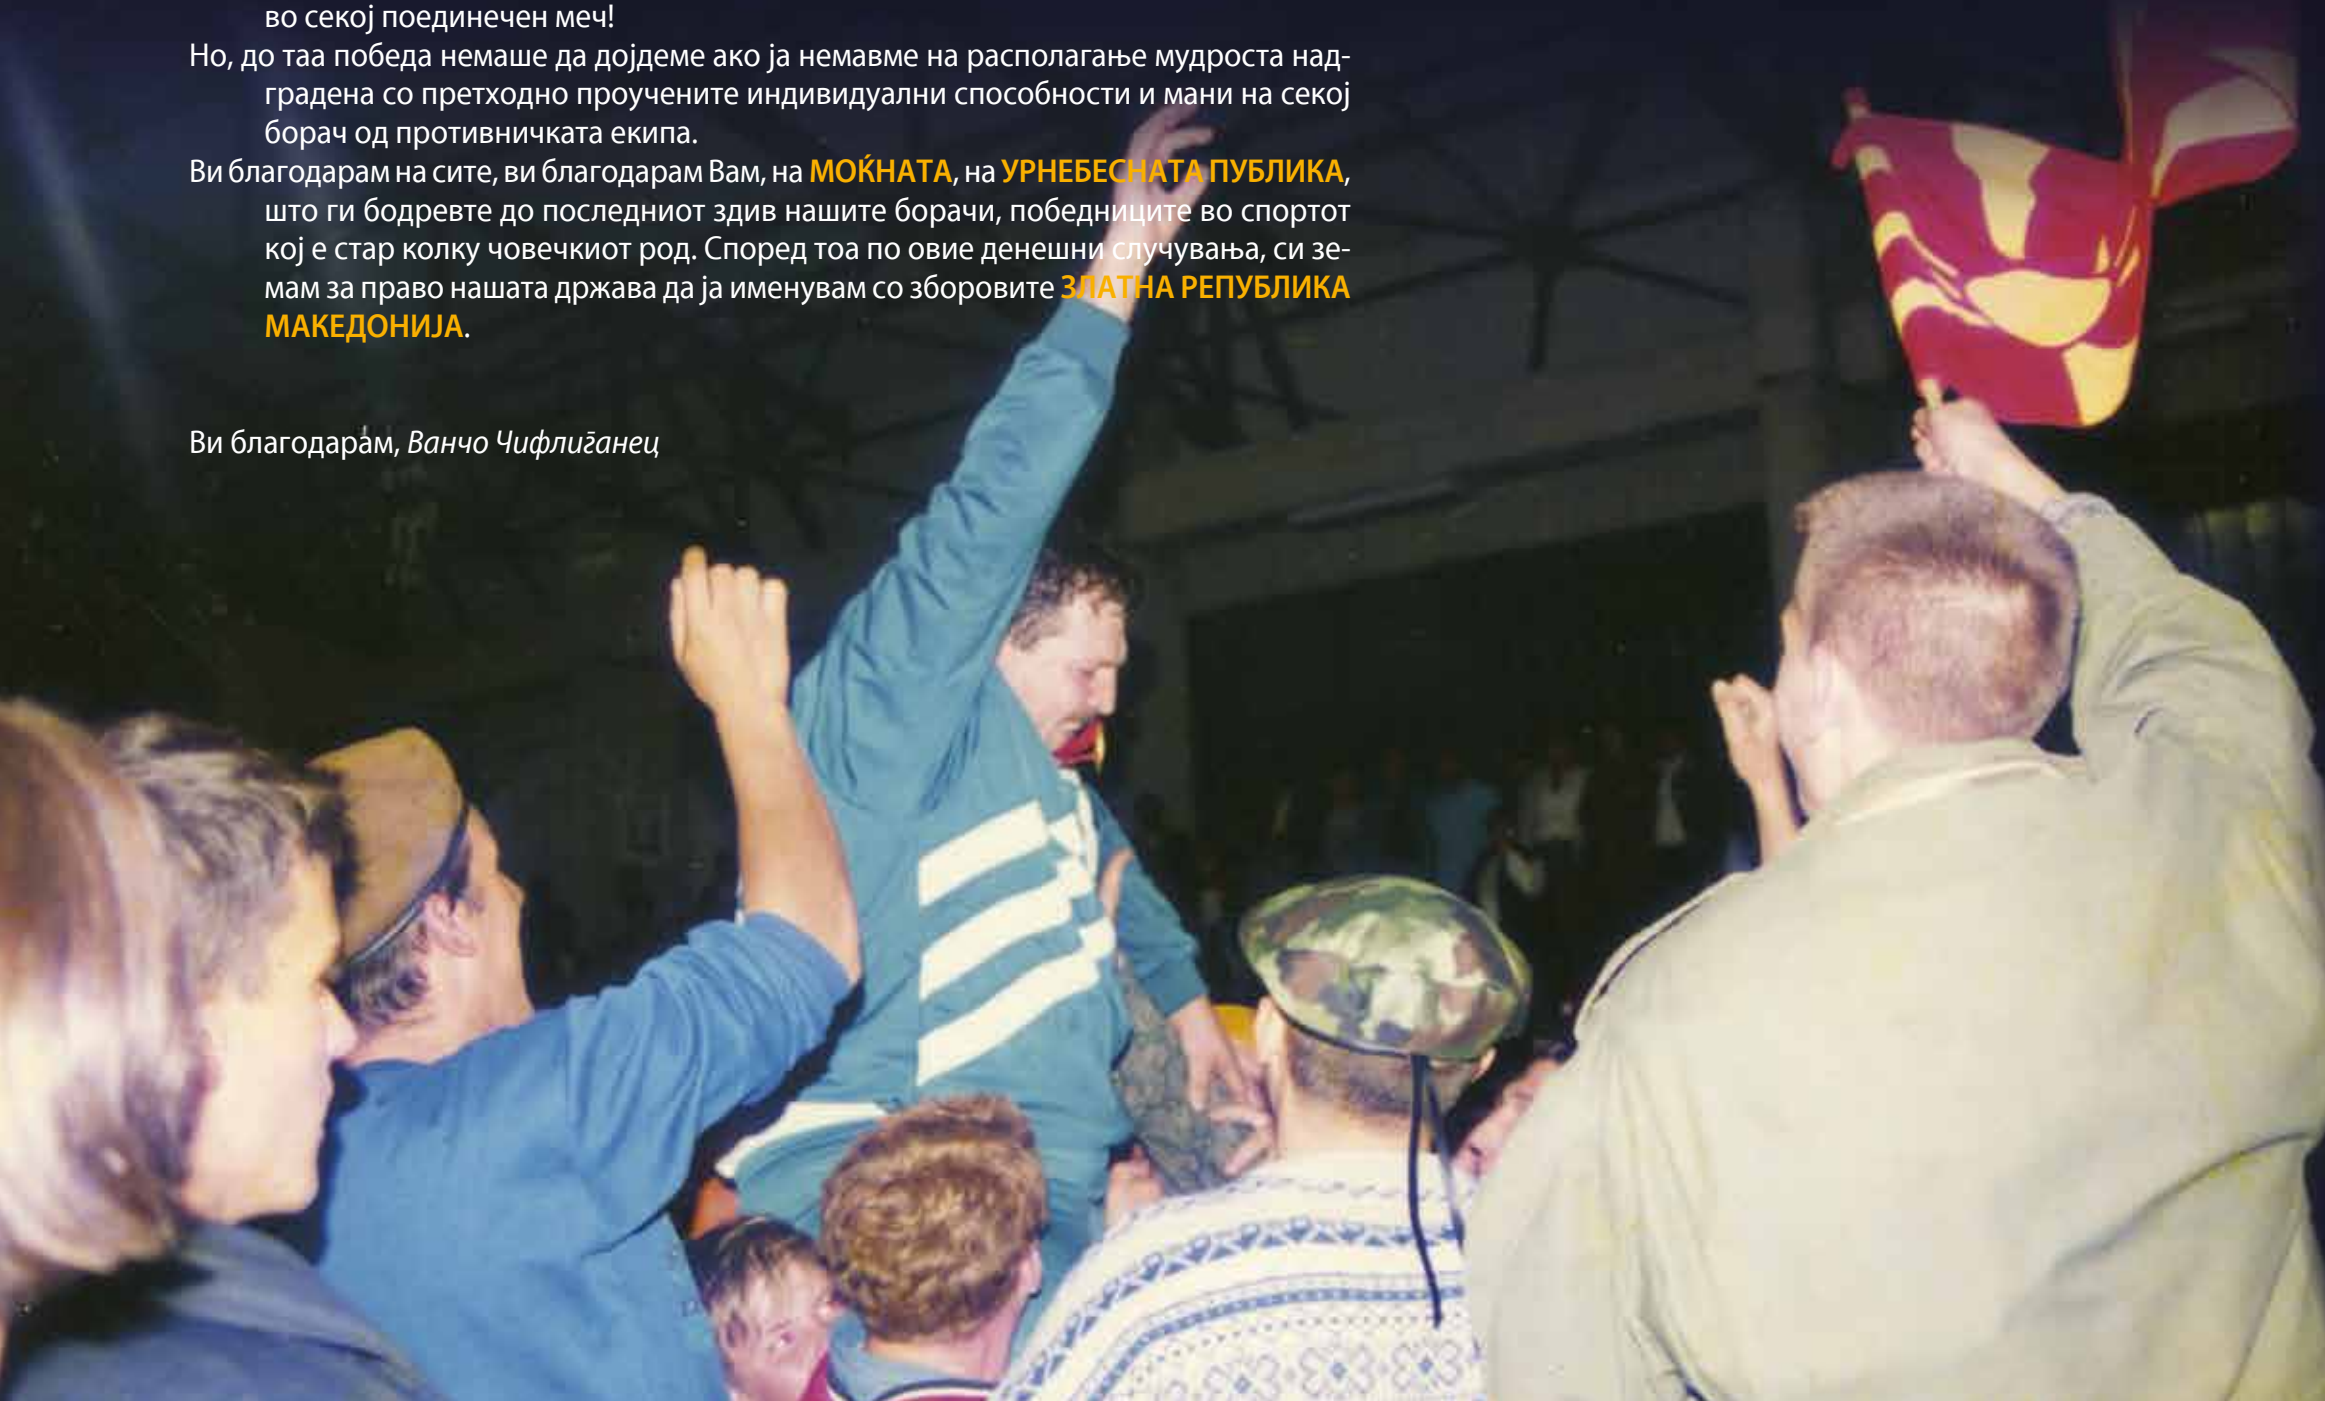 во секој поединечен меч!
Но, до таа победа немаше да дојдеме ако ја немавме на располагање мудроста над-
градена со претходно проучените индивидуални способности и мани на секој
борач од противничката екипа.
Ви благодарам на сите, ви благодарам Вам, на МОЌНАТА, на УРНЕБЕСНАТА ПУБЛИКА,
што ги бодревте до последниот здив нашите борачи, победниците во спортот
кој е стар колку човечкиот род. Според тоа по овие денешни случувања, си зе-
мам за право нашата држава да ја именувам со зборовите ЗЛАТНА РЕПУБЛИКА
МАКЕДОНИЈА.
Ви благодарам, Ванчо Чифлиганец